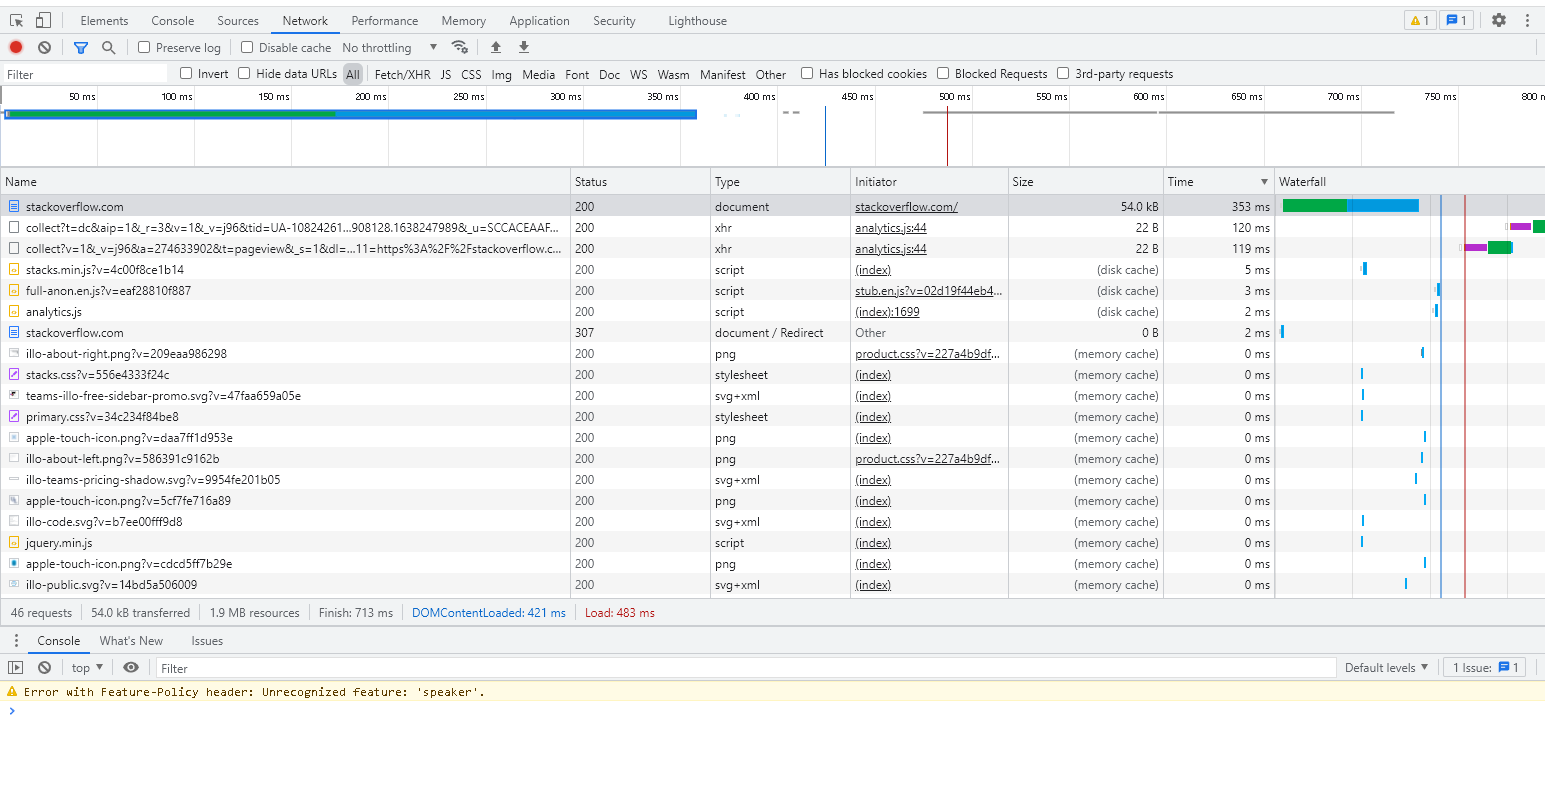 Elements Console Sources Network Performance Memory Application Security Lighthouse 1 1
Preserve log Disable cache No throttling
Filter Invert Hide data URLs All Fetch/XHR JS CSS Img Media Font Doc WS Wasm Manifest Other Has blocked cookies Blocked Requests 3rd-party requests
50 ms 100 ms 150 ms 200 ms 250 ms 300 ms 350 ms 400 ms 450 ms 500 ms 550 ms 600 ms 650 ms 700 ms 750 ms 800 m
Name Status Type Initiator Size Time Waterfall
stackoverflow.com 200 document stackoverflow.com/ 54.0 kB 353 ms
collect?t=dc&aip=1&_r=3&v=1&_v=j96&tid=UA-10824261...908128.1638247989&_u=SCCACEAAF... 200 xhr analytics.js:44 22 B 120 ms
collect?v=1&_v=j96&a=274633902&t=pageview&_s=1&dl=...11=https%3A%2F%2Fstackoverflow.c... 200 xhr analytics.js:44 22 B 119 ms
stacks.min.js?v=4c00f8ce1b14 200 script (index) (disk cache) 5 ms
full-anon.en.js?v=eaf28810f887 200 script stub.en.js?v=02d19f44eb4... (disk cache) 3 ms
analytics.js 200 script (index):1699 (disk cache) 2 ms
stackoverflow.com 307 document / Redirect Other 0 B 2 ms
illo-about-right.png?v=209eaa986298 200 png product.css?v=227a4b9df... (memory cache) 0 ms
stacks.css?v=556e4333f24c 200 stylesheet (index) (memory cache) 0 ms
teams-illo-free-sidebar-promo.svg?v=47faa659a05e 200 svg+xml (index) (memory cache) 0 ms
primary.css?v=34c234f84be8 200 stylesheet (index) (memory cache) 0 ms
apple-touch-icon.png?v=daa7ff1d953e 200 png (index) (memory cache) 0 ms
illo-about-left.png?v=586391c9162b 200 png product.css?v=227a4b9df... (memory cache) 0 ms
illo-teams-pricing-shadow.svg?v=9954fe201b05 200 svg+xml (index) (memory cache) 0 ms
apple-touch-icon.png?v=5cf7fe716a89 200 png (index) (memory cache) 0 ms
illo-code.svg?v=b7ee00fff9d8 200 svg+xml (index) (memory cache) 0 ms
jquery.min.js 200 script (index) (memory cache) 0 ms
apple-touch-icon.png?v=cdcd5ff7b29e 200 png (index) (memory cache) 0 ms
illo-public.svg?v=14bd5a506009 200 svg+xml (index) (memory cache) 0 ms
46 requests 54.0 kB transferred 1.9 MB resources Finish: 713 ms DOMContentLoaded: 421 ms Load: 483 ms
Console What's New Issues
top Filter Default levels 1 Issue: 1
Error with Feature-Policy header: Unrecognized feature: 'speaker'.